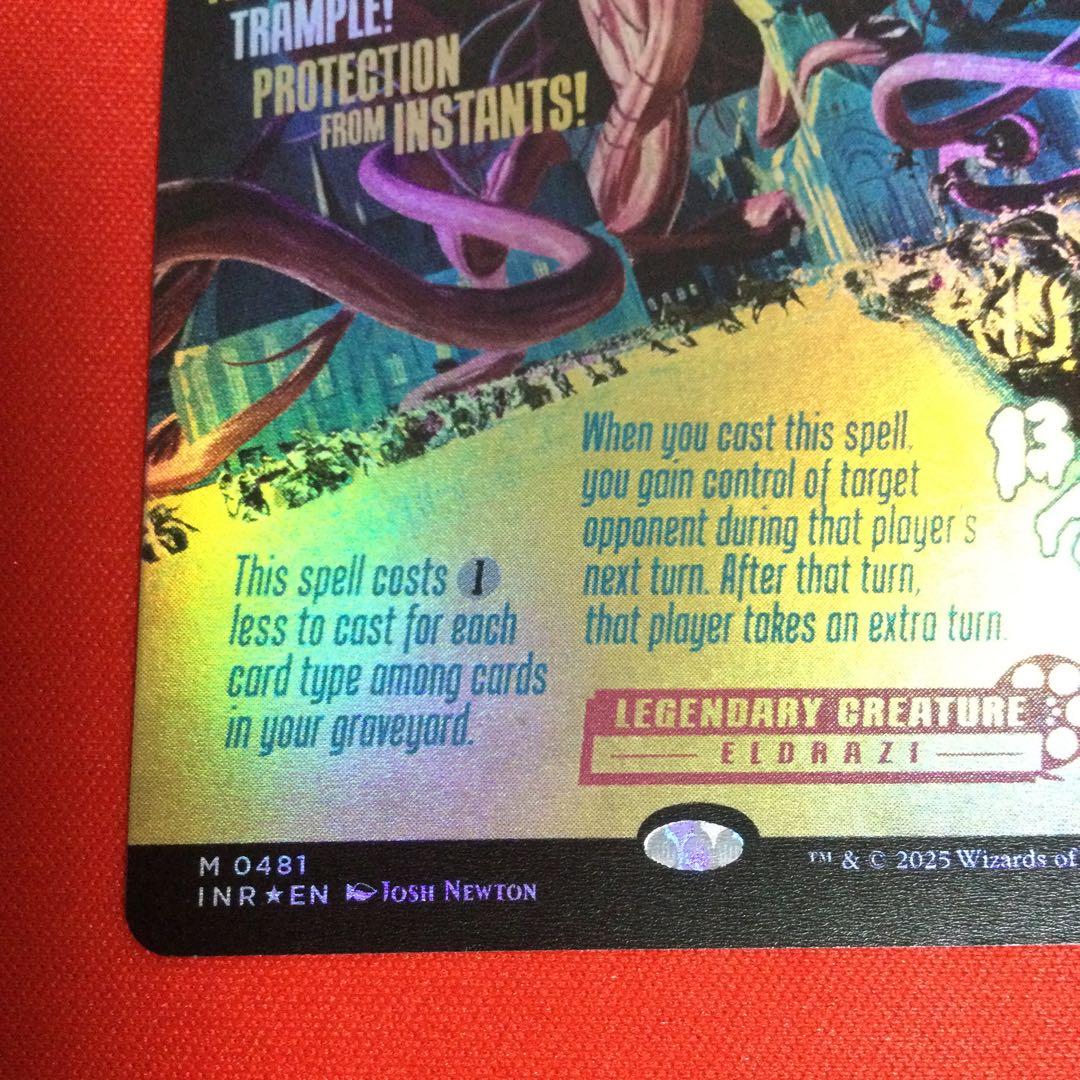 TRAMPLE!
PROTECTION
FROM INSTANTS!
When you cast this spell,
you gain control of target
opponent during that player's
next turn. After that turn,
that player takes an extra turn.
13
This spell costs 1
less to cast for each
card type among cards
in your graveyard.
LEGENDARY CREATURE
ELDRAZI
M 0481
INR★EN JOSH NEWTON
™ & © 2025 Wizards of